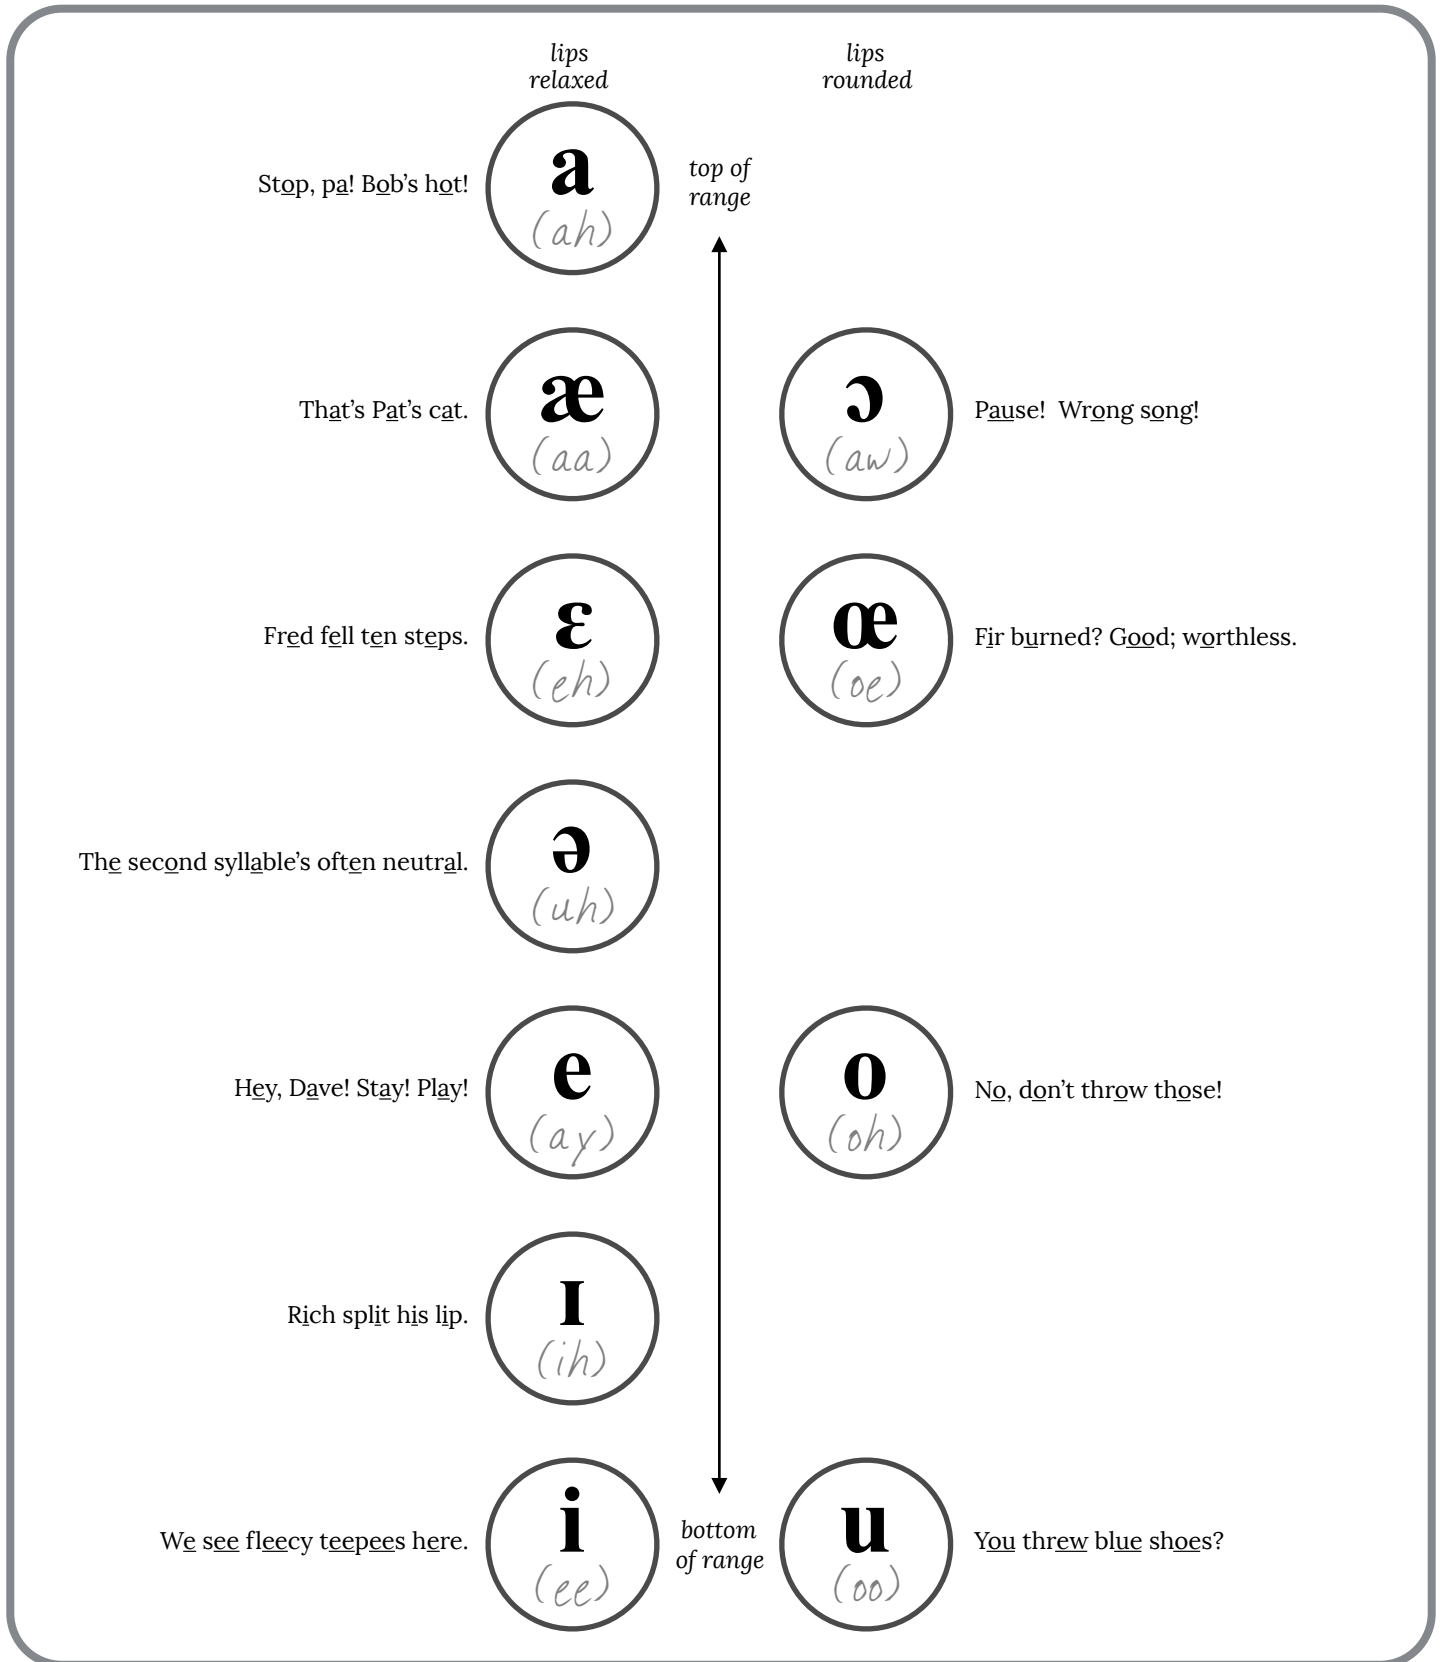 lips
relaxed
lips
rounded
Stop, pa! Bob’s hot!
a
(ah)
top of
range
That’s Pat’s cat.
æ
(aa)
ɔ
(aw)
Pause!  Wrong song!
Fred fell ten steps.
ɛ
(eh)
œ
(oe)
Fir burned? Good; worthless.
The second syllable’s often neutral.
ə
(uh)
Hey, Dave! Stay! Play!
e
(ay)
o
(oh)
No, don’t throw those!
Rich split his lip.
ɪ
(ih)
We see fleecy teepees here.
i
(ee)
bottom
of range
u
(oo)
You threw blue shoes?